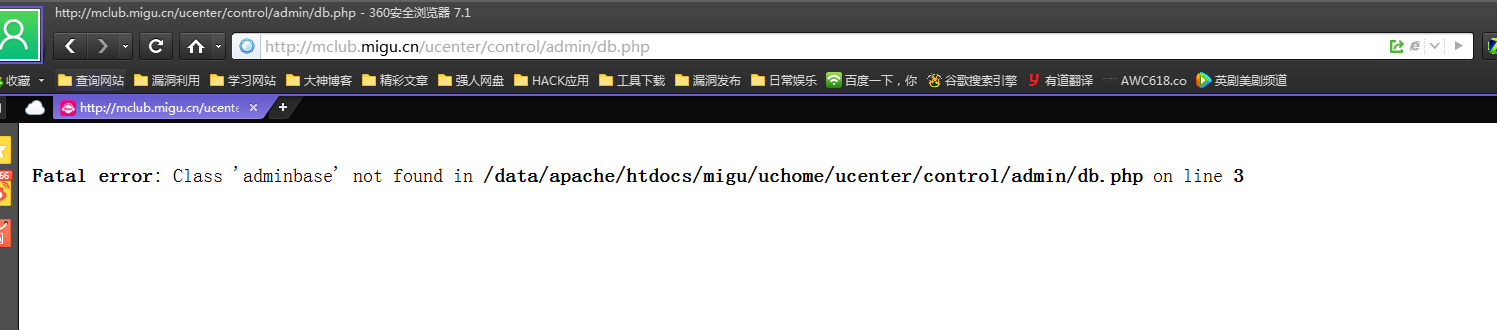 http://mclub.migu.cn/ucenter/control/admin/db.php - 360安全浏览器 7.1
http://mclub.migu.cn/ucenter/control/admin/db.php
收藏 查询网站 漏洞利用 学习网站 大神博客 精彩文章 强人网盘 HACK应用 工具下载 漏洞发布 日常娱乐 百度一下，你 谷歌搜索引擎 有道翻译 AWC618.co 英剧美剧频道
http://mclub.migu.cn/ucente
Fatal error: Class 'adminbase' not found in /data/apache/htdocs/migu/uchome/ucenter/control/admin/db.php on line 3
66